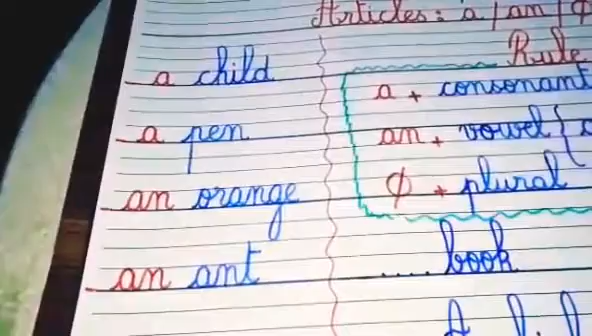 Articles: a / an / ϕ
Rule
a child
a + consonant
a pen
an + vowel {
ϕ + plural
an orange
an ant
..... book